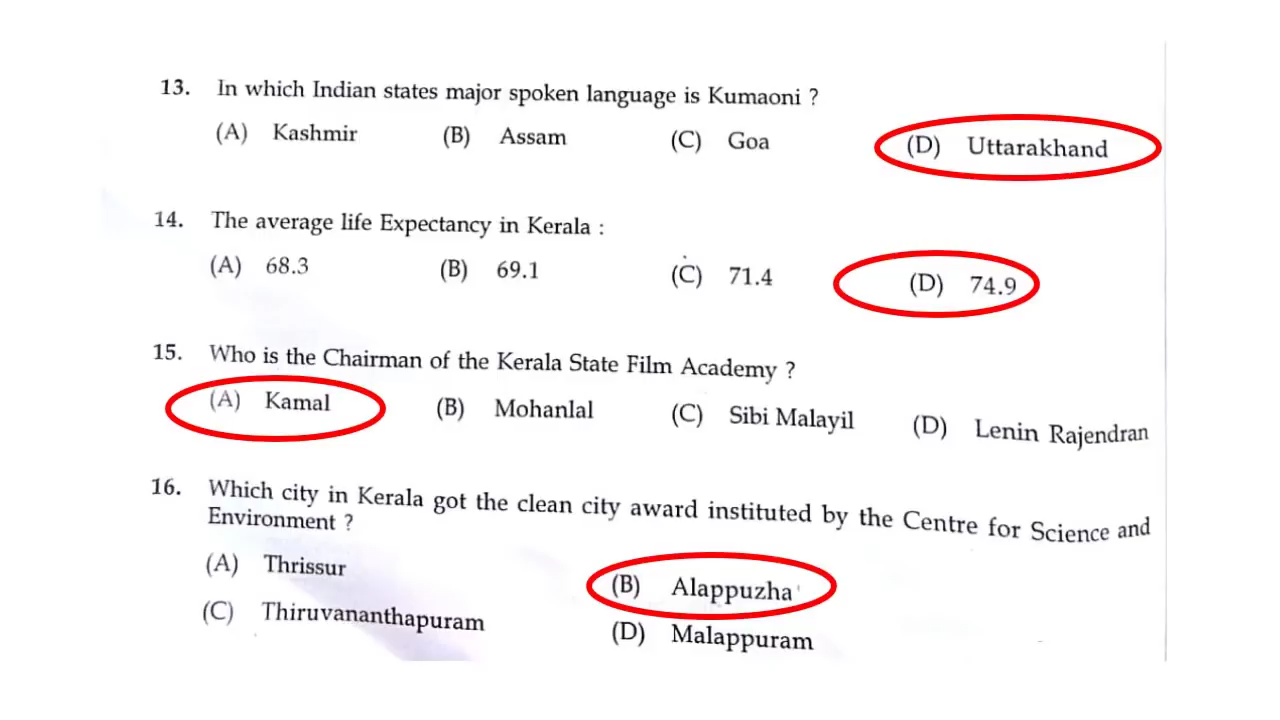 13. In which Indian states major spoken language is Kumaoni ?
(A) Kashmir (B) Assam (C) Goa (D) Uttarakhand
14. The average life Expectancy in Kerala :
(A) 68.3 (B) 69.1 (C) 71.4 (D) 74.9
15. Who is the Chairman of the Kerala State Film Academy ?
(A) Kamal (B) Mohanlal (C) Sibi Malayil (D) Lenin Rajendran
16. Which city in Kerala got the clean city award instituted by the Centre for Science and
Environment ?
(A) Thrissur (B) Alappuzha
(C) Thiruvananthapuram (D) Malappuram